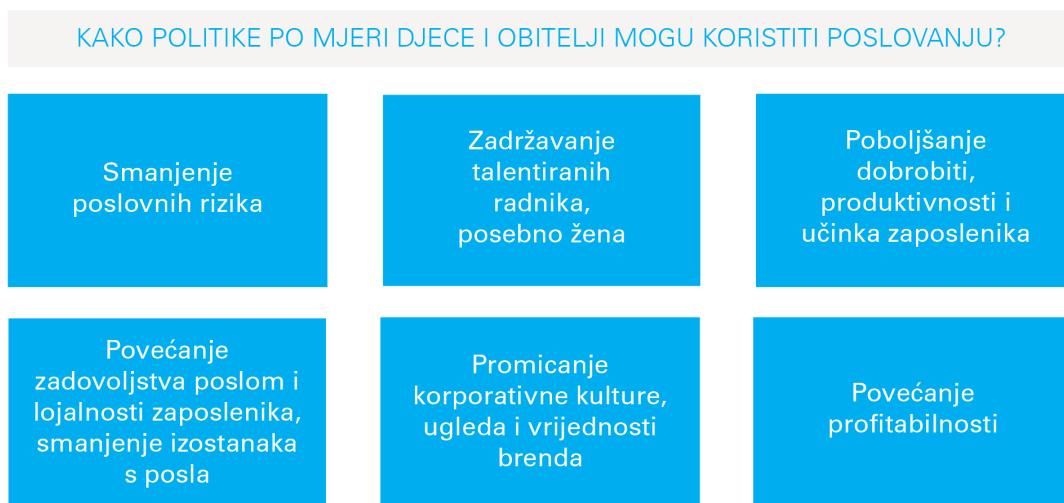 KAKO POLITIKE PO MJERI DJECE I OBITELJI MOGU KORISTITI POSLOVANJU?
Smanjenje
poslovnih rizika
Zadržavanje
talentiranih
radnika,
posebno žena
Poboljšanje
dobrobiti,
produktivnosti i
učinka zaposlenika
Povećanje
zadovoljstva poslom i
lojalnosti zaposlenika,
smanjenje izostanaka
s posla
Promicanje
korporativne kulture,
ugleda i vrijednosti
brenda
Povećanje
profitabilnosti